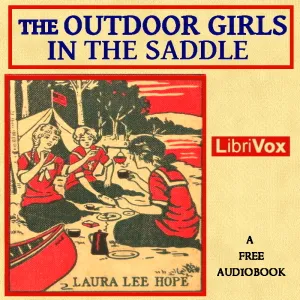 THE OUTDOOR GIRLS
IN THE SADDLE
LAURA LEE HOPE
LibriVox
A
FREE
AUDIOBOOK